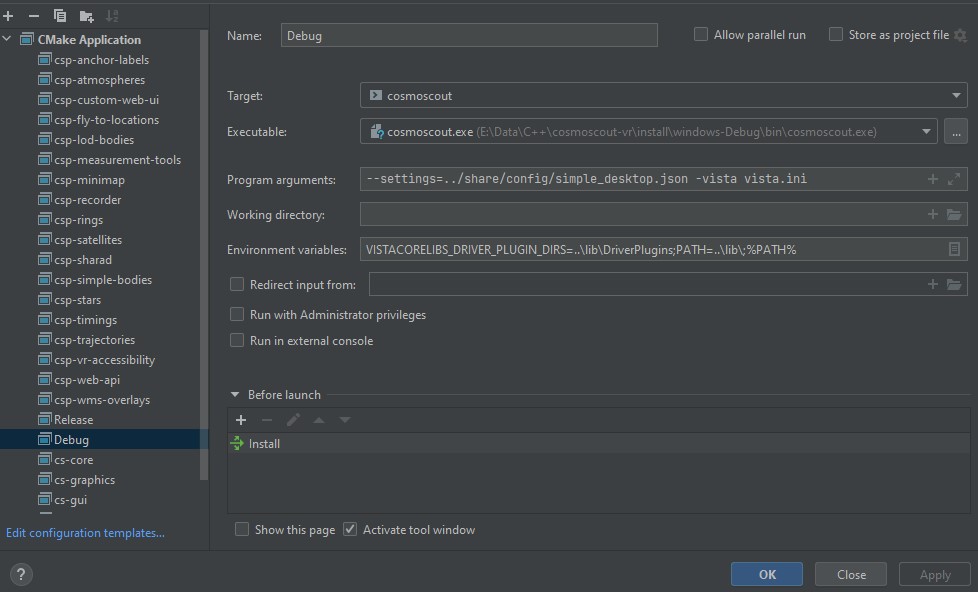 CMake Application
csp-anchor-labels
csp-atmospheres
csp-custom-web-ui
csp-fly-to-locations
csp-lod-bodies
csp-measurement-tools
csp-minimap
csp-recorder
csp-rings
csp-satellites
csp-sharad
csp-simple-bodies
csp-stars
csp-timings
csp-trajectories
csp-vr-accessibility
csp-web-api
csp-wms-overlays
Release
Debug
cs-core
cs-graphics
cs-gui
Edit configuration templates...
?
Name: Debug
Allow parallel run
Store as project file
Target: cosmoscout
Executable: cosmoscout.exe (E:\Data\C++\cosmoscout-vr\install\windows-Debug\bin\cosmoscout.exe) ...
Program arguments: --settings=../share/config/simple_desktop.json -vista vista.ini
Working directory:
Environment variables: VISTACORELIBS_DRIVER_PLUGIN_DIRS=..\lib\DriverPlugins;PATH=..\lib\;%PATH%
Redirect input from:
Run with Administrator privileges
Run in external console
Before launch
Install
Show this page
Activate tool window
OK
Close
Apply